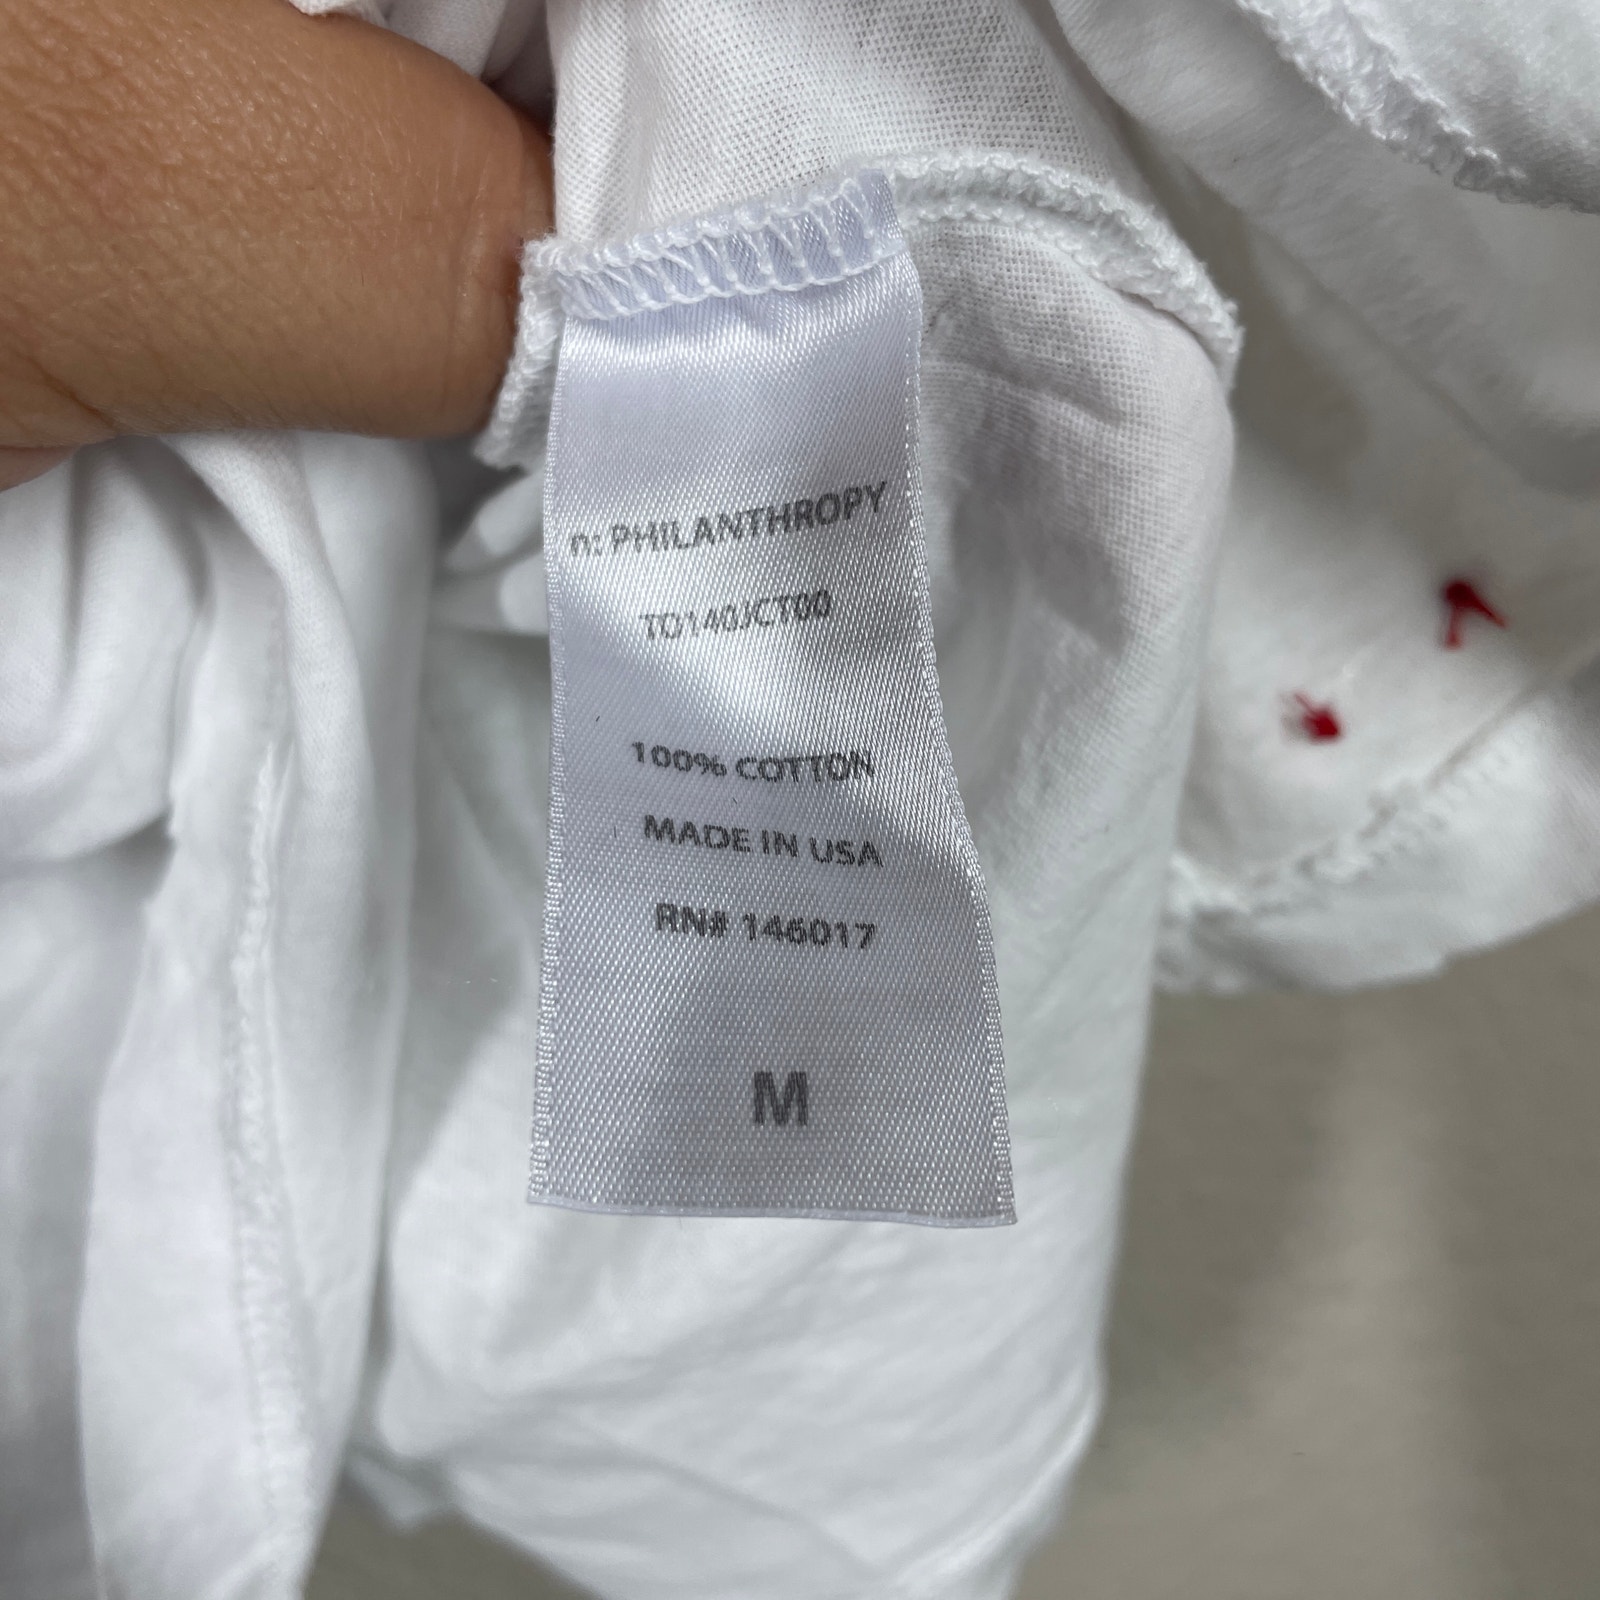 n: PHILANTHROPY
TO140JCT00
100% COTTON
MADE IN USA
RN# 146017
M